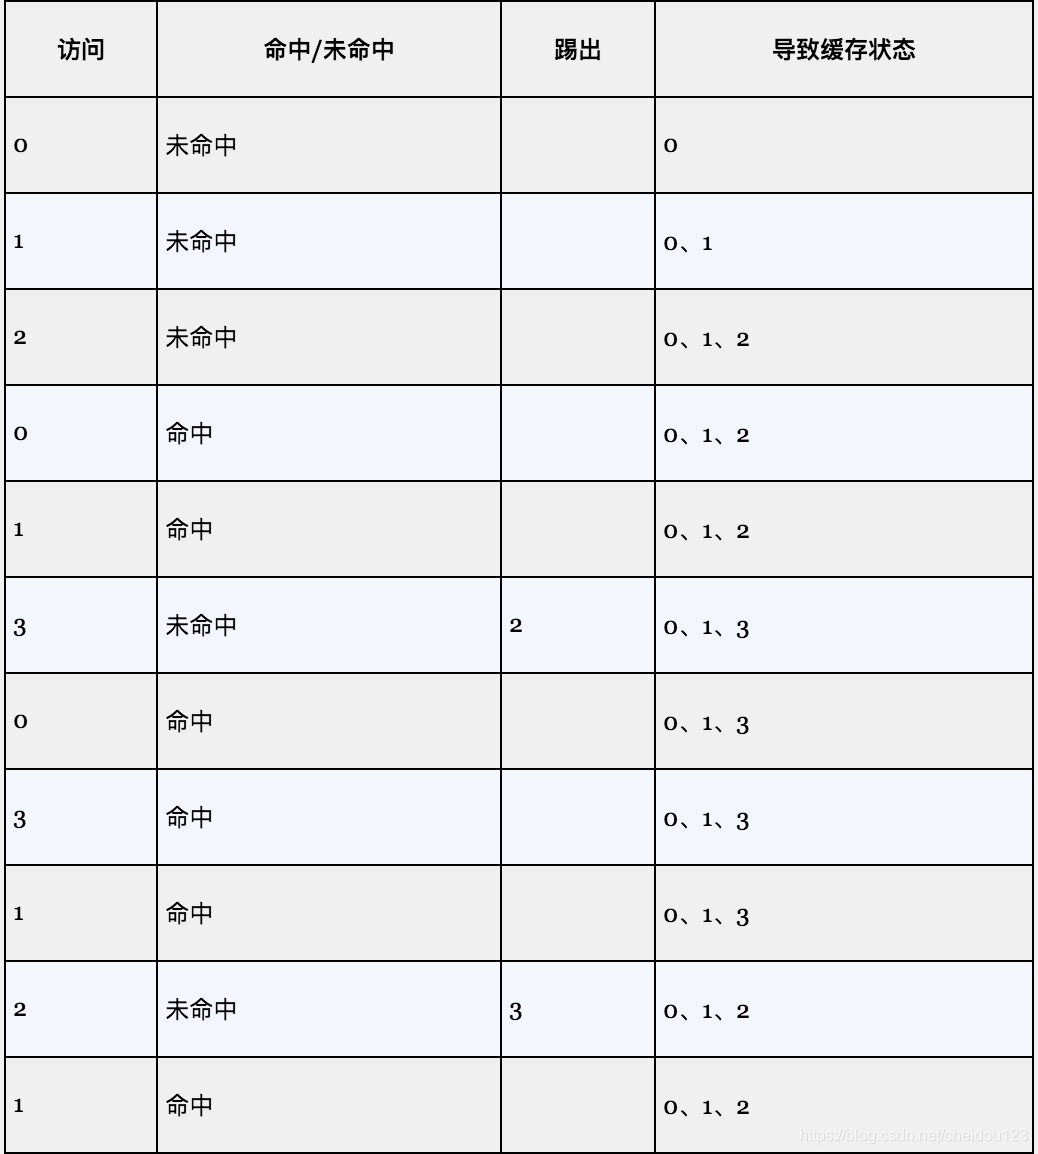 访问 命中/未命中 踢出 导致缓存状态
0 未命中 0
1 未命中 0、1
2 未命中 0、1、2
0 命中 0、1、2
1 命中 0、1、2
3 未命中 2 0、1、3
0 命中 0、1、3
3 命中 0、1、3
1 命中 0、1、3
2 未命中 3 0、1、2
1 命中 0、1、2
https://blog.csdn.net/cheidou123